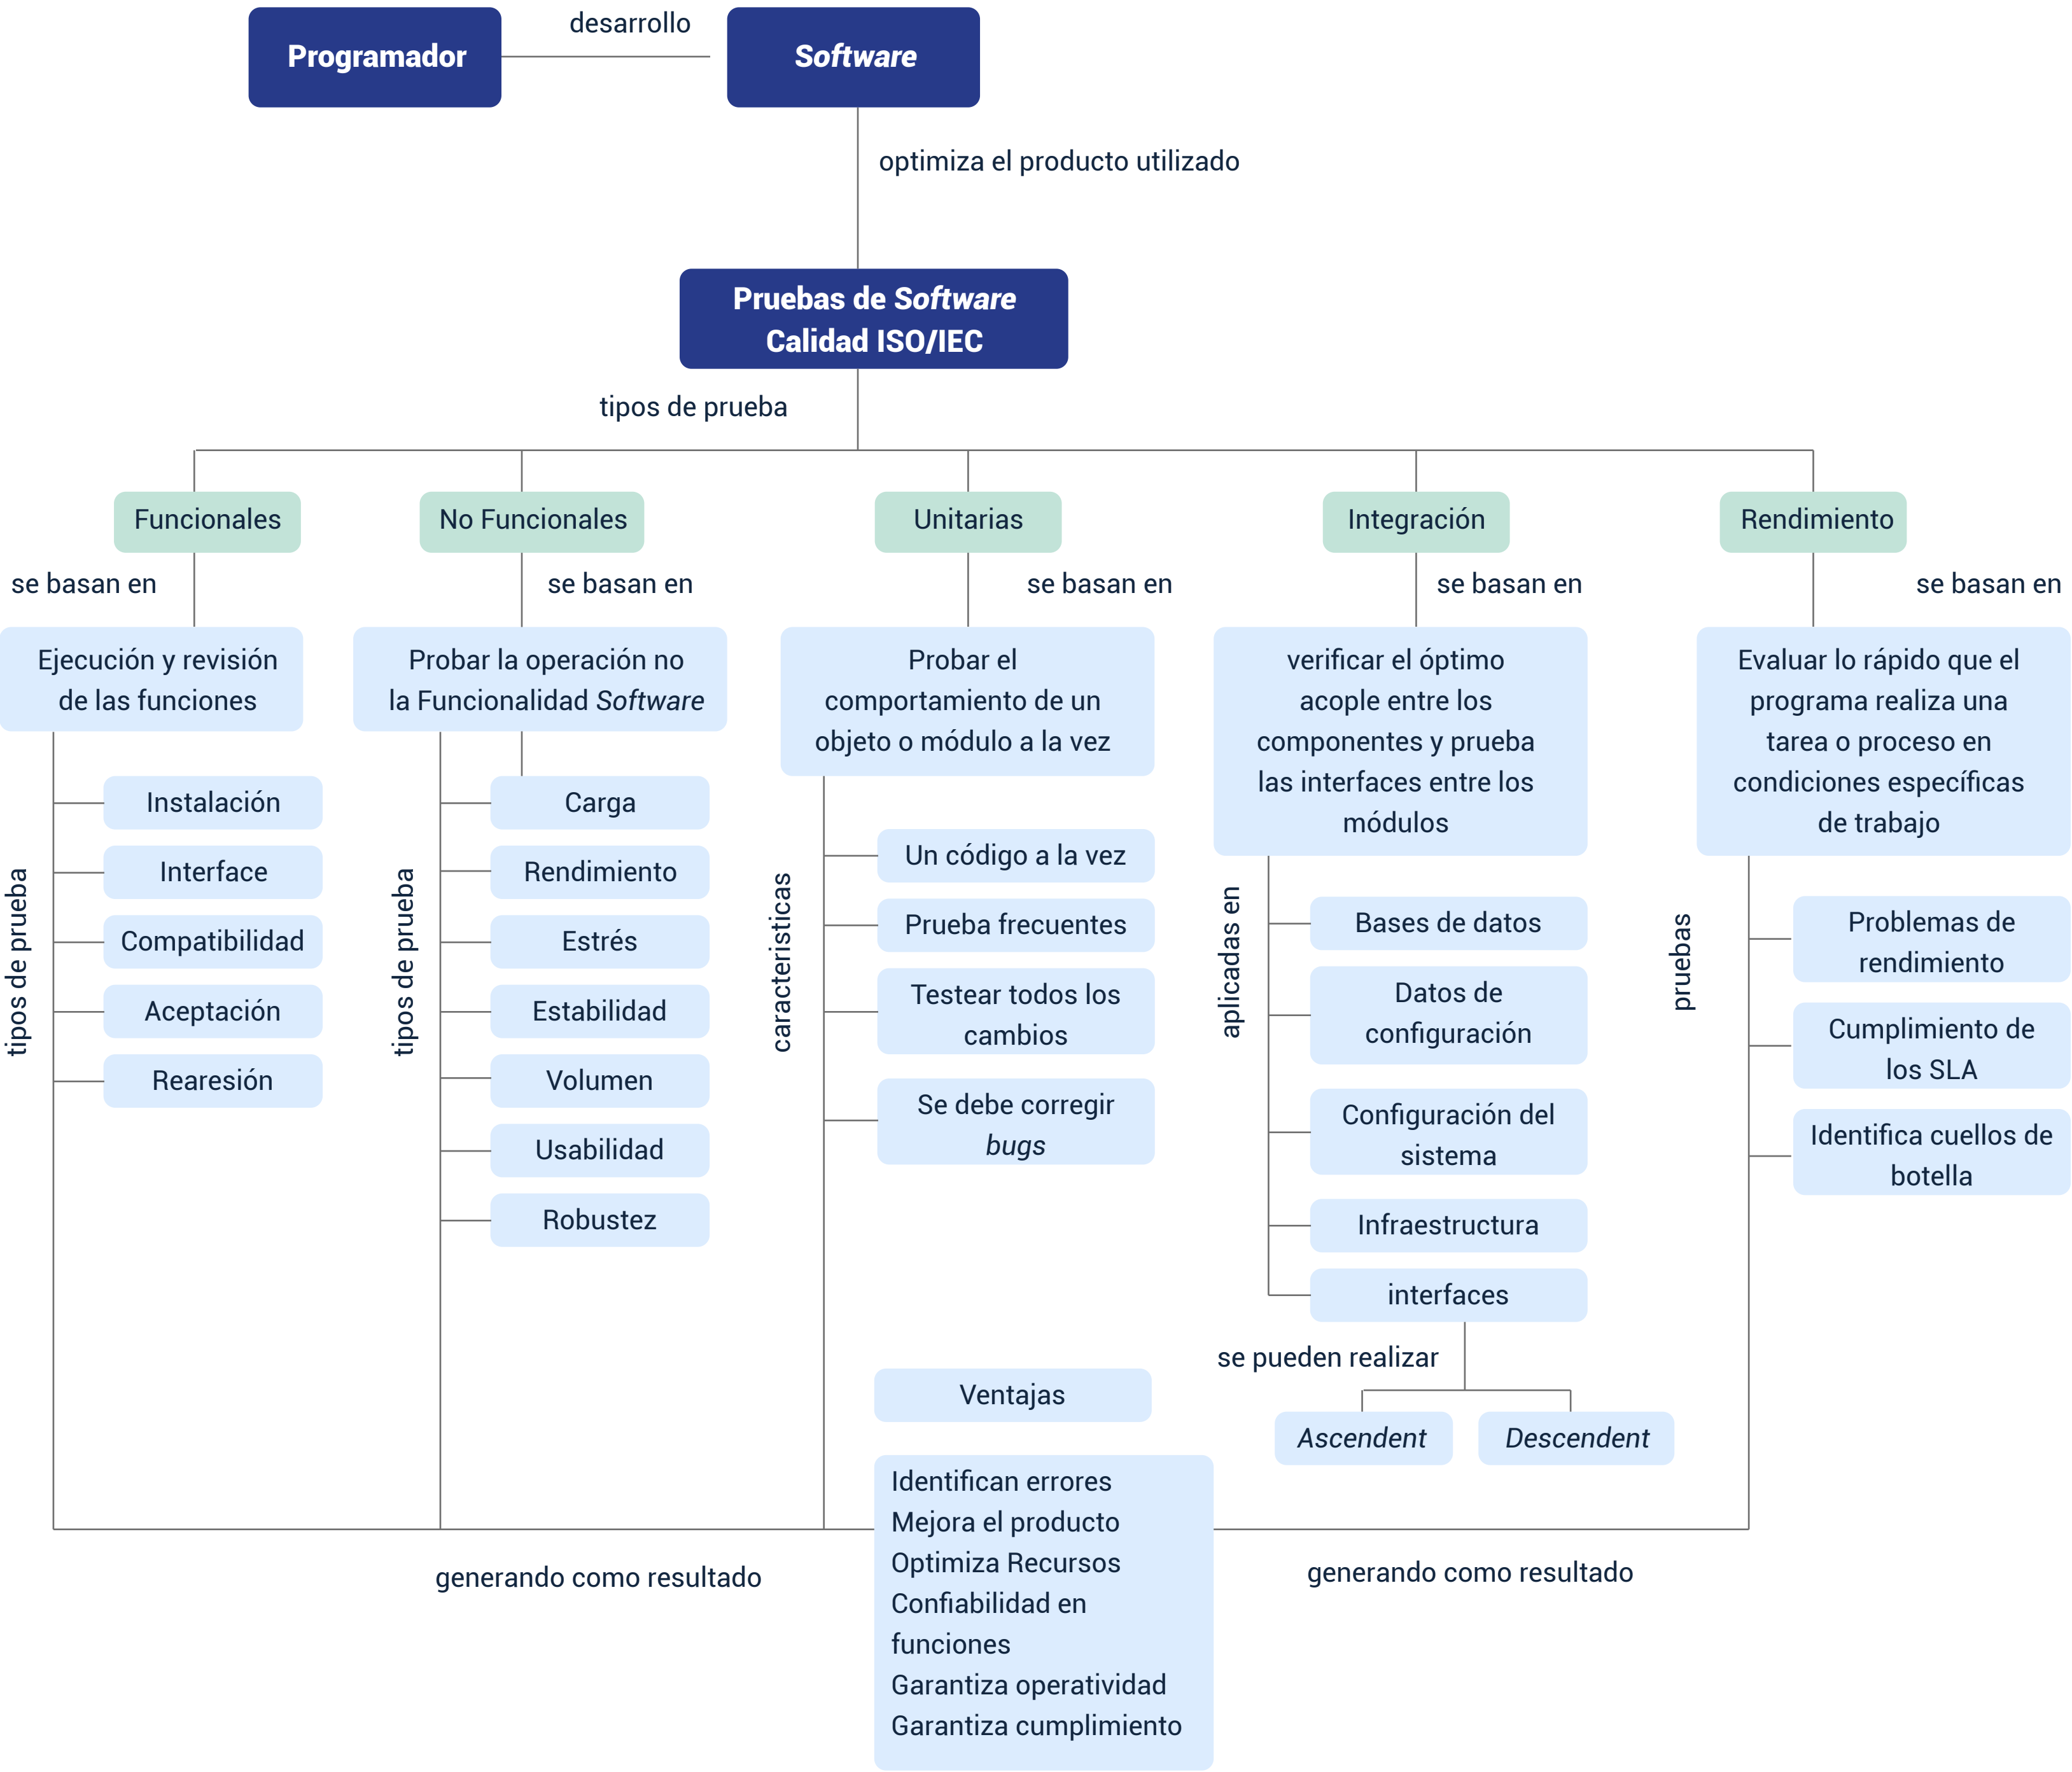 desarrollo
Programador
Software
optimiza el producto utilizado
Pruebas de Software
Calidad ISO/IEC
tipos de prueba
Funcionales
No Funcionales
Unitarias
Integración
Rendimiento
se basan en
se basan en
se basan en
se basan en
se basan en
Ejecución y revisión
de las funciones
tipos de prueba
Instalación
Interface
Compatibilidad
Aceptación
Rearesión
Probar la operación no
la Funcionalidad Software
tipos de prueba
Carga
Rendimiento
Estrés
Estabilidad
Volumen
Usabilidad
Robustez
Probar el
comportamiento de un
objeto o módulo a la vez
caracteristicas
Un código a la vez
Prueba frecuentes
Testear todos los
cambios
Se debe corregir
bugs
verificar el óptimo
acople entre los
componentes y prueba
las interfaces entre los
módulos
aplicadas en
Bases de datos
Datos de
configuración
Configuración del
sistema
Infraestructura
interfaces
se pueden realizar
Ascendent
Descendent
Evaluar lo rápido que el
programa realiza una
tarea o proceso en
condiciones específicas
de trabajo
pruebas
Problemas de
rendimiento
Cumplimiento de
los SLA
Identifica cuellos de
botella
generando como resultado
generando como resultado
Ventajas
Identifican errores
Mejora el producto
Optimiza Recursos
Confiabilidad en
funciones
Garantiza operatividad
Garantiza cumplimiento